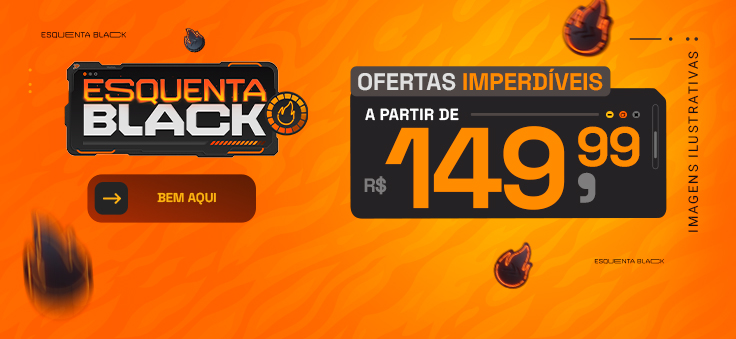 ESQUENTA BLACK
ESQUENTA
BLACK
BEM AQUI
OFERTAS IMPERDÍVEIS
A PARTIR DE
R$ 149,99
IMAGENS ILUSTRATIVAS
ESQUENTA BLACK